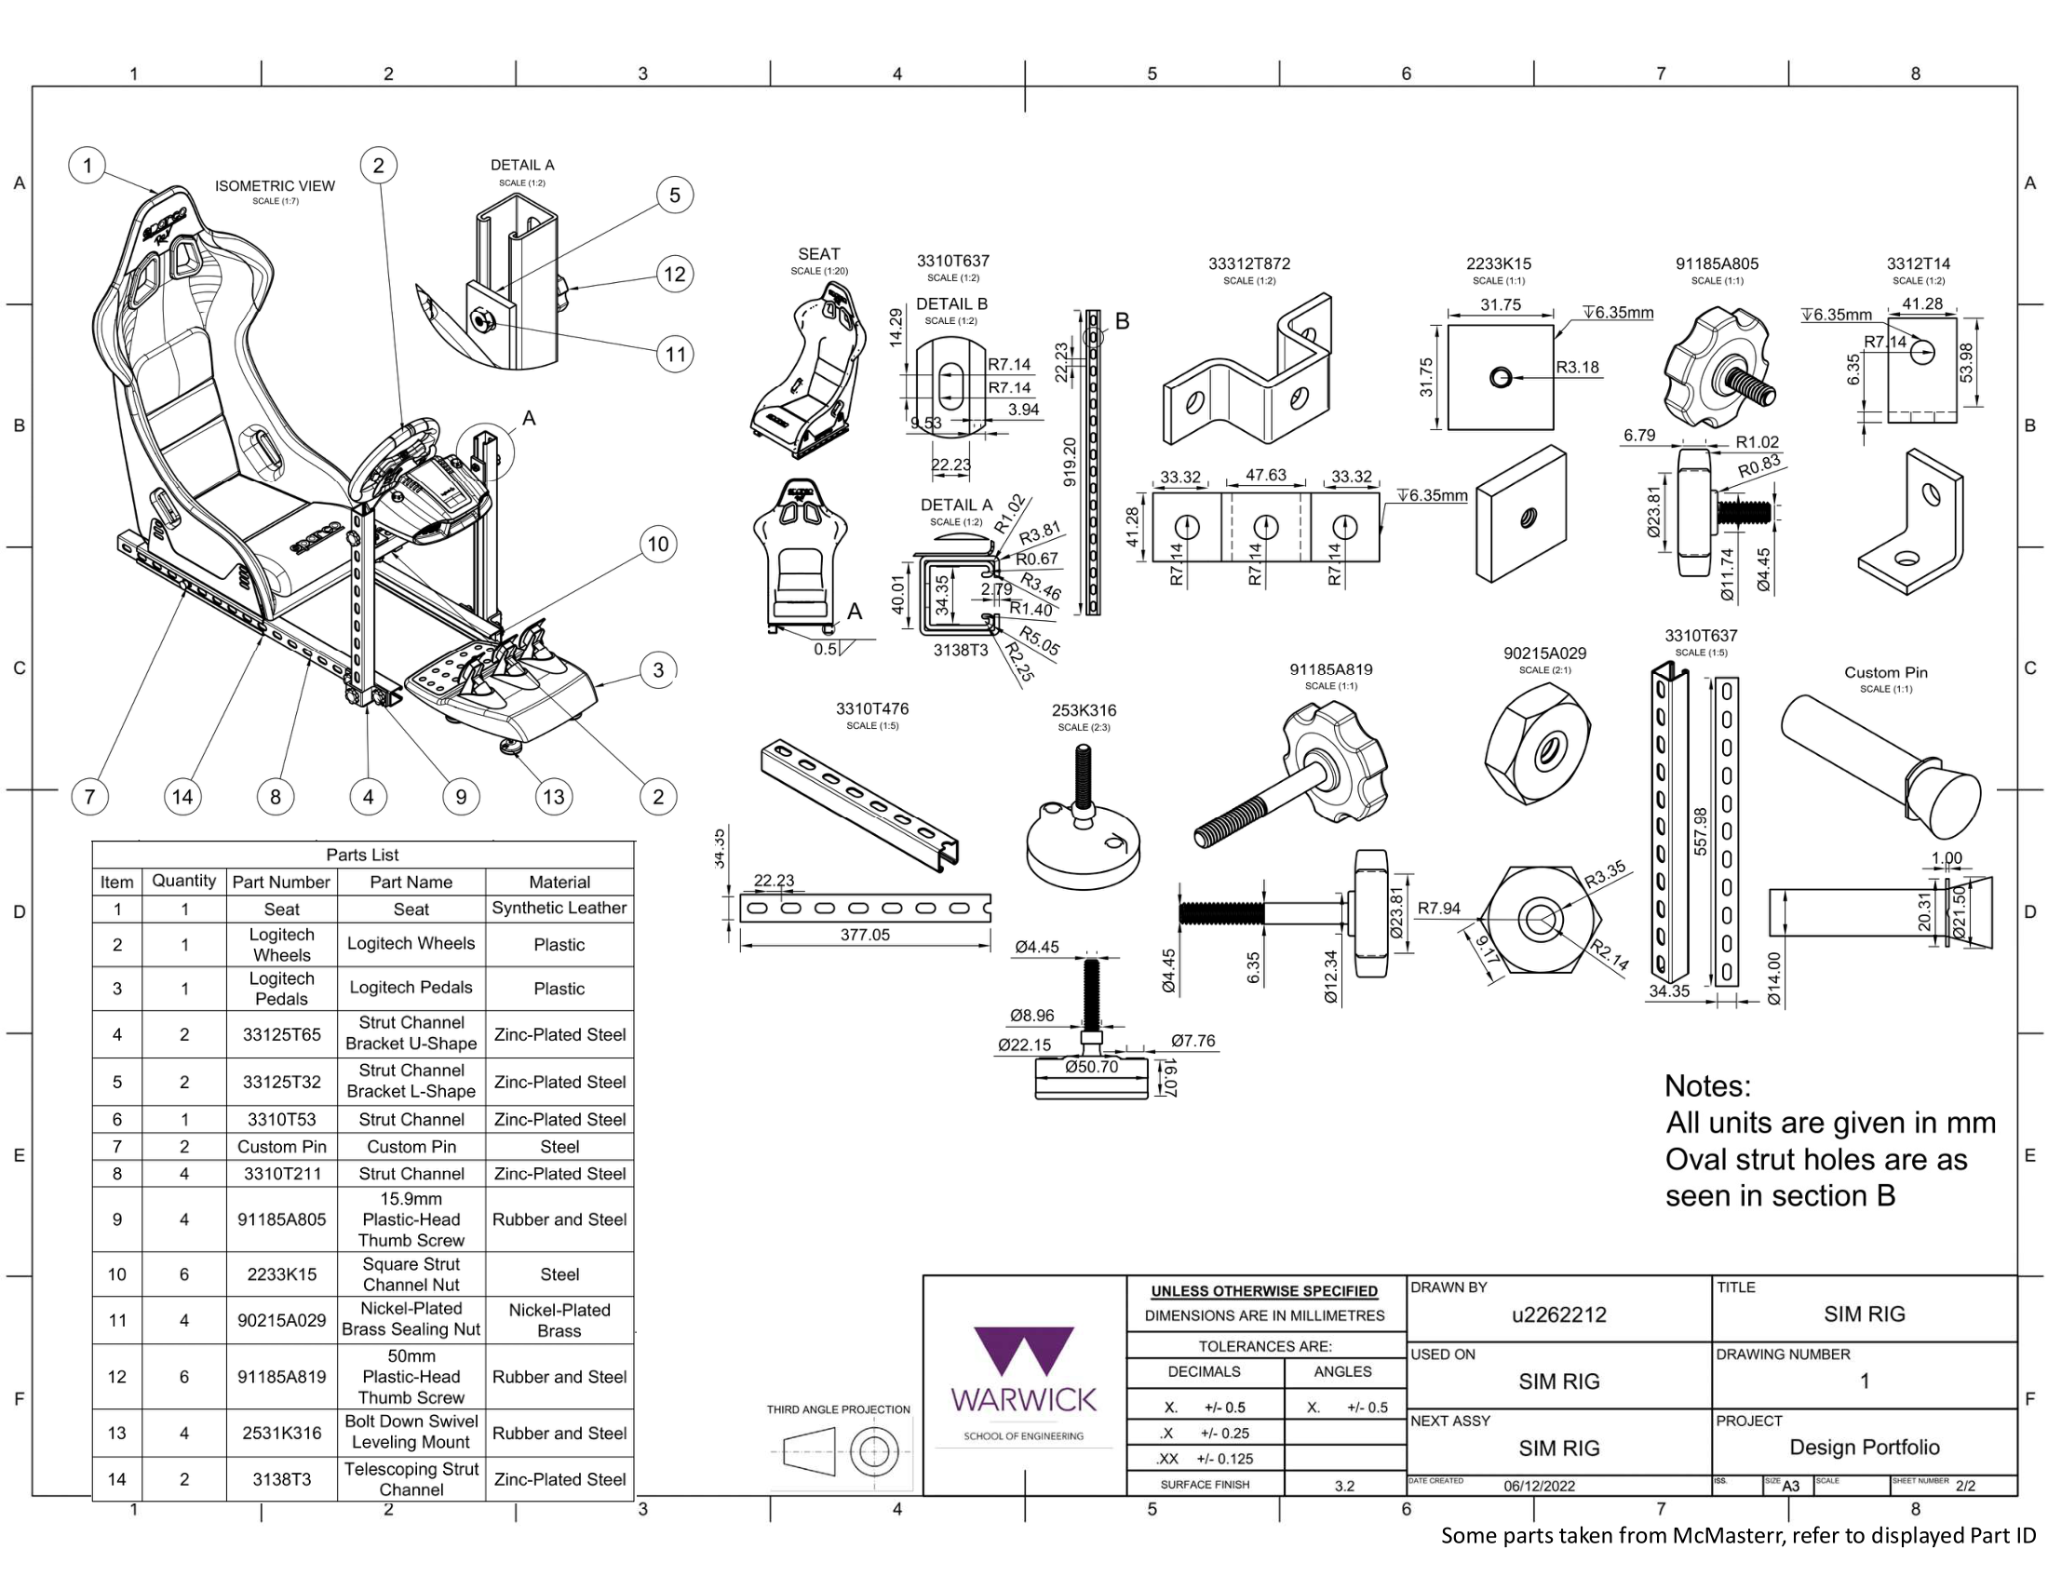 1 2 3 4 5 6 7 8
A B C D E F
A B C D E F
1
2
ISOMETRIC VIEW
SCALE (1:7)
DETAIL A
SCALE (1:2)
5
12
11
A
10
3
7
14
8
4
9
13
2
Parts List
Item Quantity Part Number Part Name Material
1 1 Seat Seat Synthetic Leather
2 1 Logitech Wheels Logitech Wheels Plastic
3 1 Logitech Pedals Logitech Pedals Plastic
4 2 33125T65 Strut Channel Bracket U-Shape Zinc-Plated Steel
5 2 33125T32 Strut Channel Bracket L-Shape Zinc-Plated Steel
6 1 3310T53 Strut Channel Zinc-Plated Steel
7 2 Custom Pin Custom Pin Steel
8 4 3310T211 Strut Channel Zinc-Plated Steel
9 4 91185A805 15.9mm Plastic-Head Thumb Screw Rubber and Steel
10 6 2233K15 Square Strut Channel Nut Steel
11 4 90215A029 Nickel-Plated Brass Sealing Nut Nickel-Plated Brass
12 6 91185A819 50mm Plastic-Head Thumb Screw Rubber and Steel
13 4 2531K316 Bolt Down Swivel Leveling Mount Rubber and Steel
14 2 3138T3 Telescoping Strut Channel Zinc-Plated Steel
SEAT
SCALE (1:20)
A
0.5
3310T637
SCALE (1:2)
DETAIL B
SCALE (1:2)
14.29
R7.14
R7.14
3.94
9.53
22.23
B
22.23
919.20
DETAIL A
SCALE (1:2)
R1.02
R3.81
R0.67
R3.46
2.79
R1.40
R5.05
R2.25
40.01
34.35
3138T3
33312T872
SCALE (1:2)
33.32
47.63
33.32
↧6.35mm
41.28
R7.14
R7.14
R7.14
2233K15
SCALE (1:1)
31.75
↧6.35mm
31.75
R3.18
91185A805
SCALE (1:1)
6.79
R1.02
R0.83
Ø23.81
Ø11.74
Ø4.45
3312T14
SCALE (1:2)
41.28
↧6.35mm
R7.14
6.35
53.98
3310T476
SCALE (1:5)
34.35
22.23
377.05
253K316
SCALE (2:3)
Ø4.45
Ø8.96
Ø22.15
Ø7.76
Ø50.70
16.07
91185A819
SCALE (1:1)
Ø4.45
6.35
Ø12.34
Ø23.81
90215A029
SCALE (2:1)
R7.94
R3.35
R2.14
9.17
3310T637
SCALE (1:5)
557.98
34.35
Custom Pin
SCALE (1:1)
1.00
20.31
Ø21.50
Ø14.00
Notes:
All units are given in mm
Oval strut holes are as
seen in section B
THIRD ANGLE PROJECTION
WARWICK
SCHOOL OF ENGINEERING
UNLESS OTHERWISE SPECIFIED
DIMENSIONS ARE IN MILLIMETRES
TOLERANCES ARE:
DECIMALS ANGLES
X. +/- 0.5 X. +/- 0.5
.X +/- 0.25
.XX +/- 0.125
SURFACE FINISH 3.2
DRAWN BY
u2262212
USED ON
SIM RIG
NEXT ASSY
SIM RIG
DATE CREATED 06/12/2022
TITLE
SIM RIG
DRAWING NUMBER
1
PROJECT
Design Portfolio
ISS. SIZE A3 SCALE SHEET NUMBER 2/2
1 2 3 4 5 6 7 8
Some parts taken from McMasterr, refer to displayed Part ID